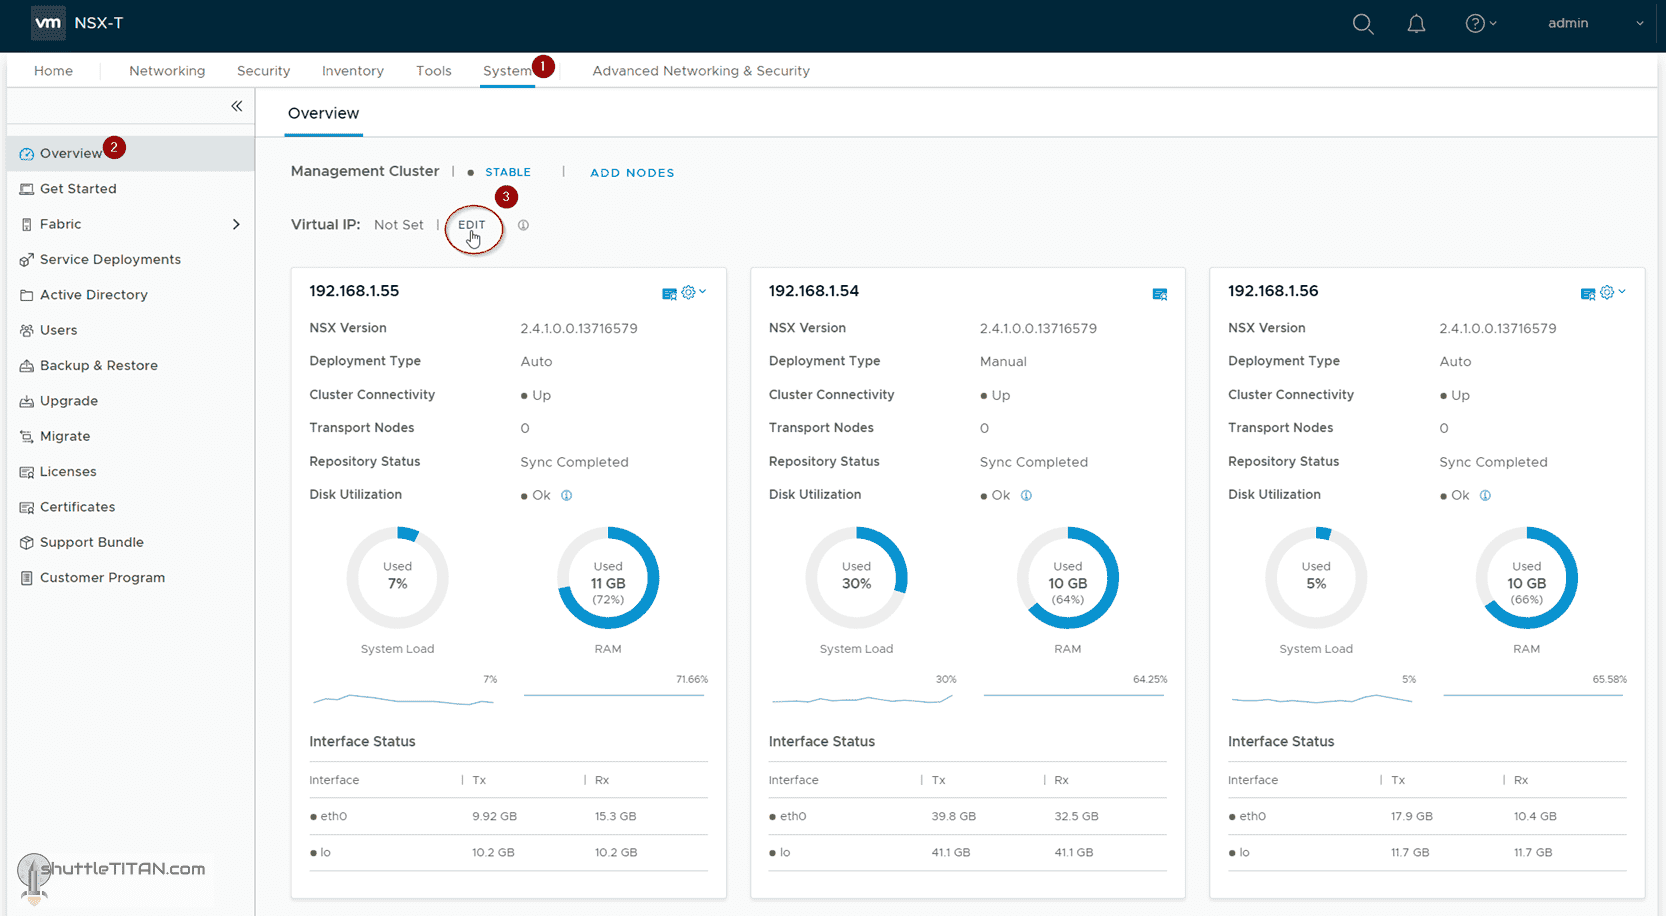 vm NSX-T admin
Home Networking Security Inventory Tools System 1 Advanced Networking & Security
Overview 2
Get Started
Fabric
Service Deployments
Active Directory
Users
Backup & Restore
Upgrade
Migrate
Licenses
Certificates
Support Bundle
Customer Program
shuttleTITAN.com
Overview
Management Cluster | STABLE | ADD NODES
3
Virtual IP: Not Set | EDIT
192.168.1.55
NSX Version 2.4.1.0.0.13716579
Deployment Type Auto
Cluster Connectivity Up
Transport Nodes 0
Repository Status Sync Completed
Disk Utilization Ok
Used Used
7% 11 GB
(72%)
System Load RAM
7% 71.66%
Interface Status
Interface | Tx | Rx
eth0 9.92 GB 15.3 GB
lo 10.2 GB 10.2 GB
192.168.1.54
NSX Version 2.4.1.0.0.13716579
Deployment Type Manual
Cluster Connectivity Up
Transport Nodes 0
Repository Status Sync Completed
Disk Utilization Ok
Used Used
30% 10 GB
(64%)
System Load RAM
30% 64.25%
Interface Status
Interface | Tx | Rx
eth0 39.8 GB 32.5 GB
lo 41.1 GB 41.1 GB
192.168.1.56
NSX Version 2.4.1.0.0.13716579
Deployment Type Auto
Cluster Connectivity Up
Transport Nodes 0
Repository Status Sync Completed
Disk Utilization Ok
Used Used
5% 10 GB
(66%)
System Load RAM
5% 65.58%
Interface Status
Interface | Tx | Rx
eth0 17.9 GB 10.4 GB
lo 11.7 GB 11.7 GB